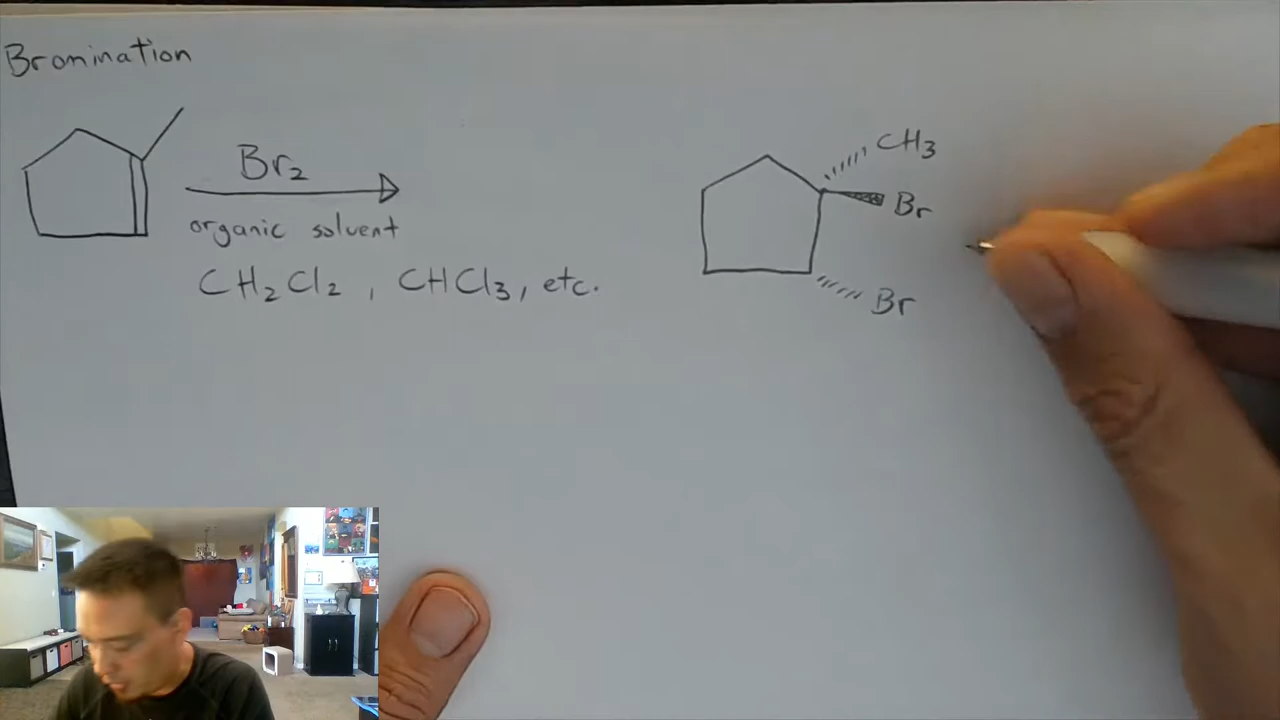 Bromination
Br₂
organic solvent
CH₂Cl₂, CHCl₃, etc.
CH₃
Br
Br